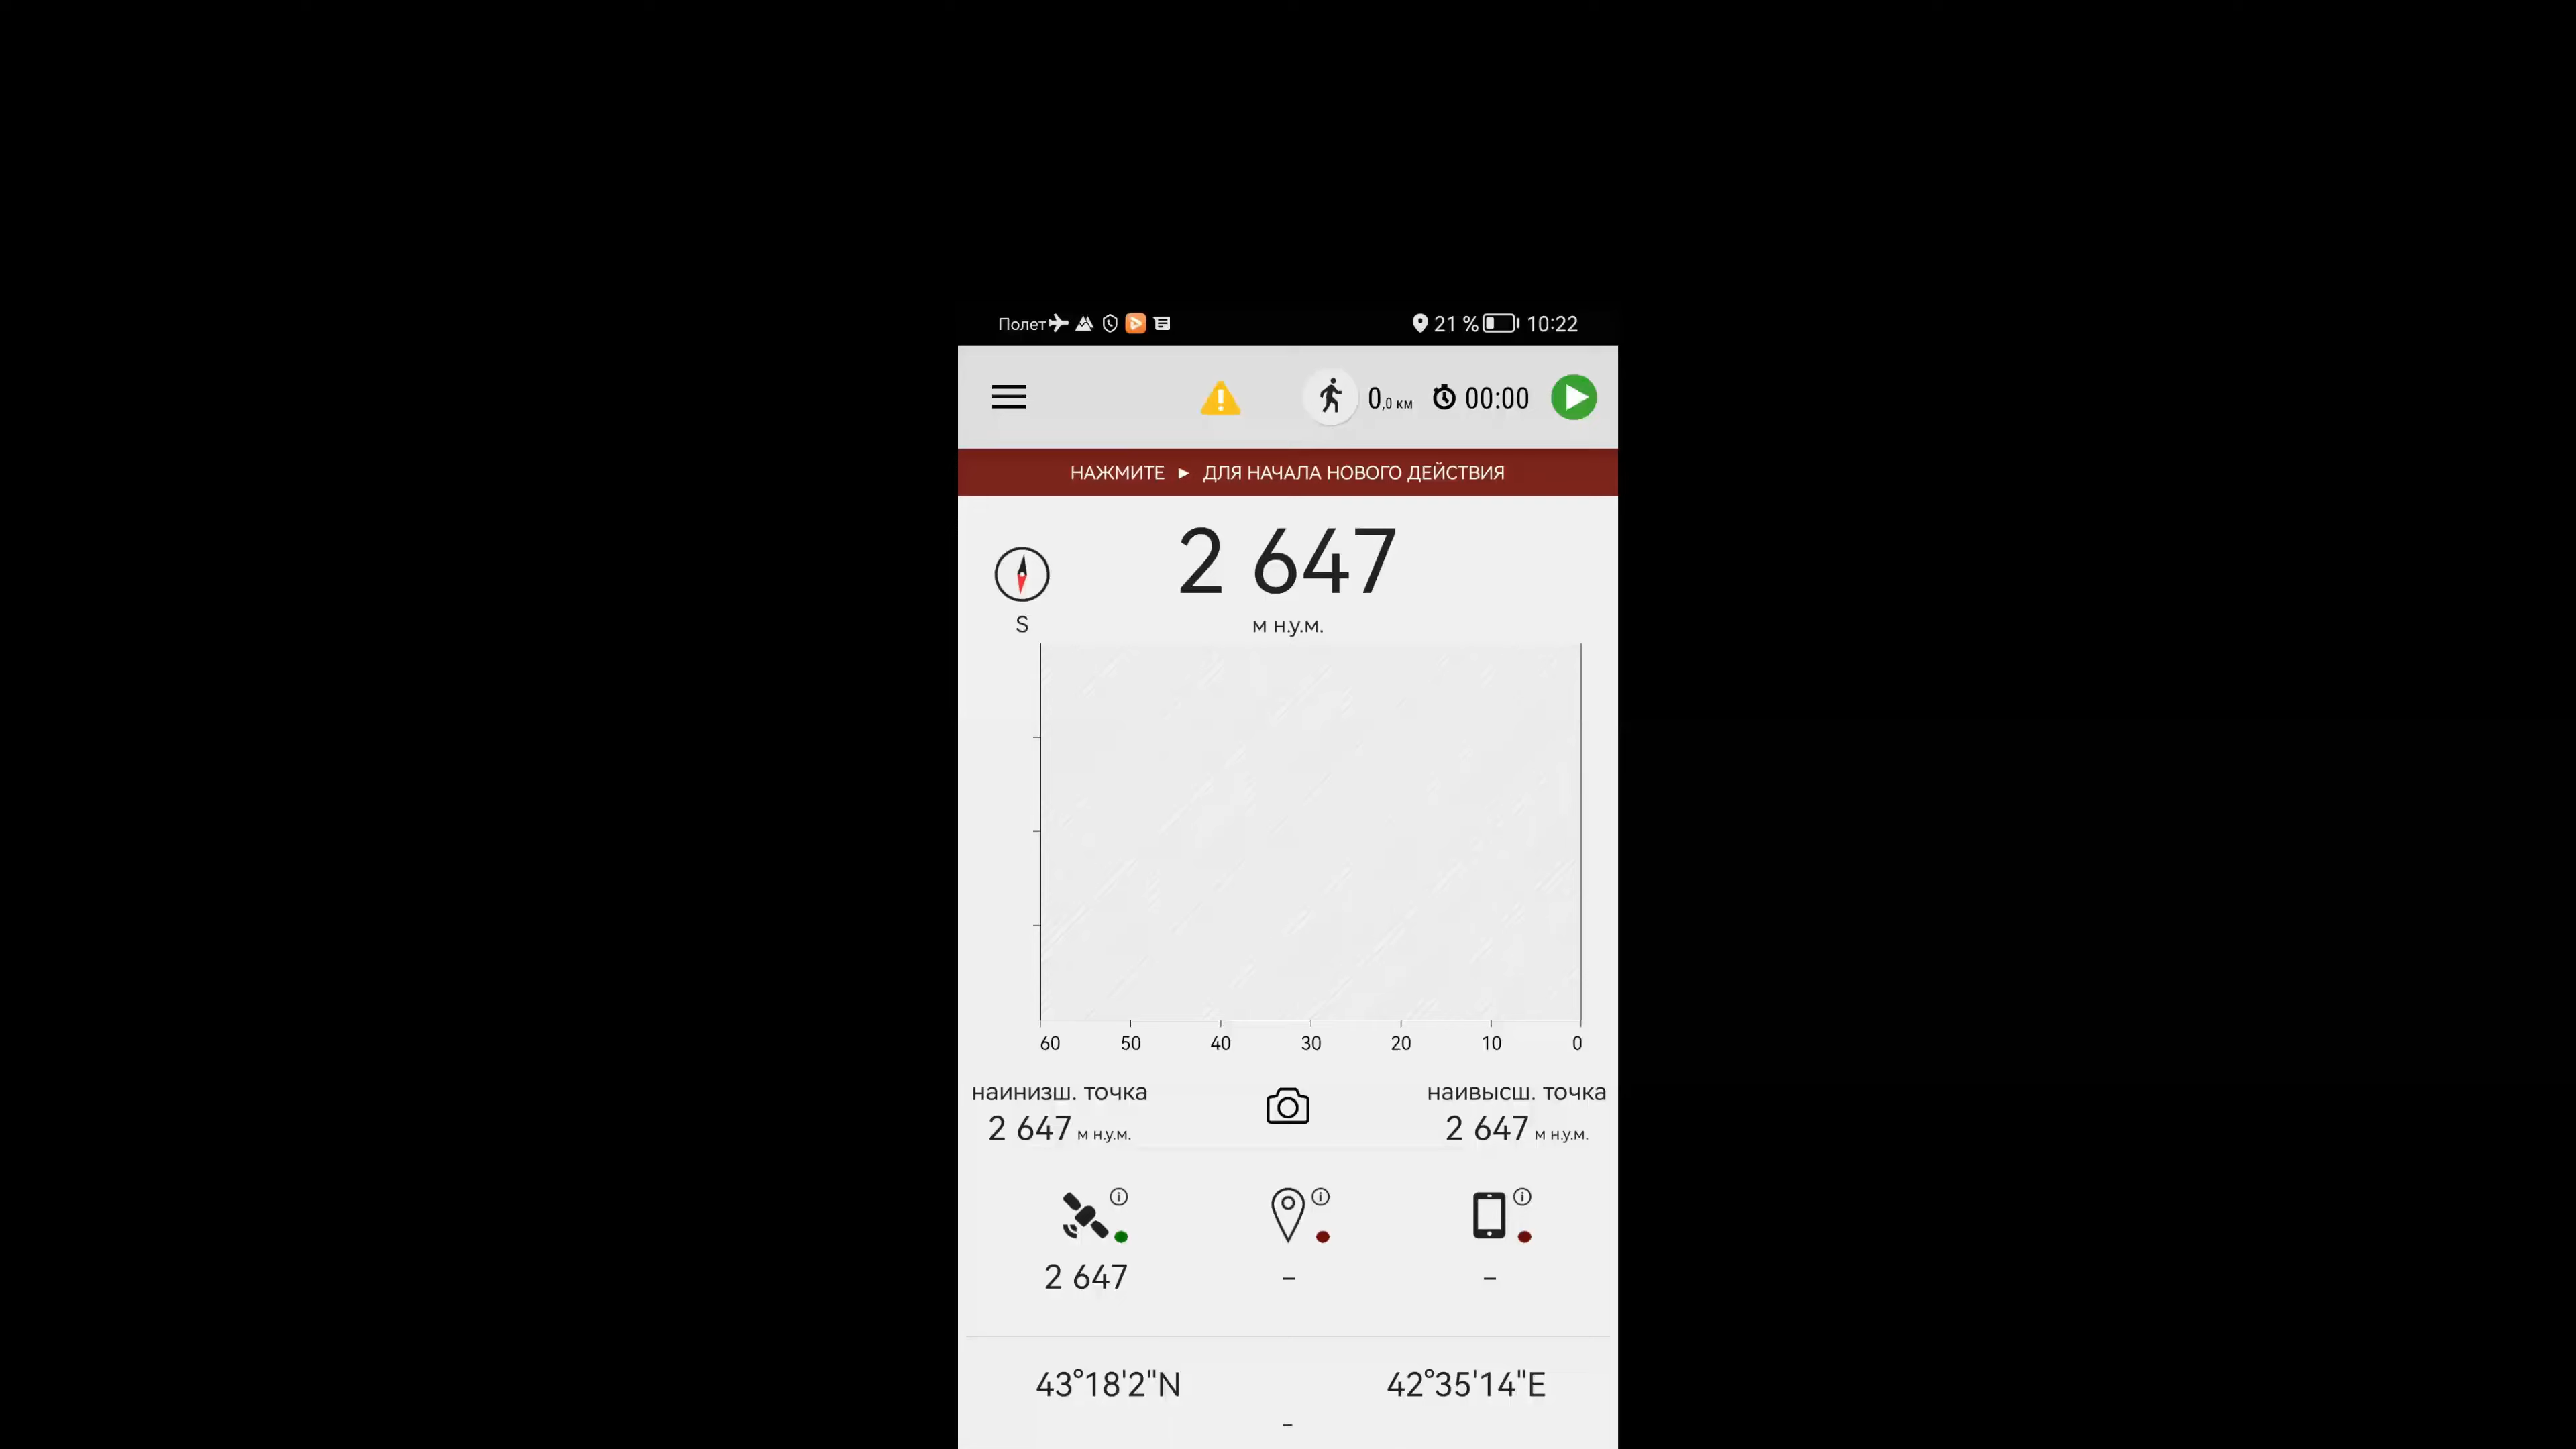 Полет 21 % 10:22
0,0 км 00:00
НАЖМИТЕ ► ДЛЯ НАЧАЛА НОВОГО ДЕЙСТВИЯ
2 647
м н.у.м.
S
60 50 40 30 20 10 0
наинизш. точка наивысш. точка
2 647 м н.у.м. 2 647 м н.у.м.
2 647 – –
43°18'2"N 42°35'14"E
–